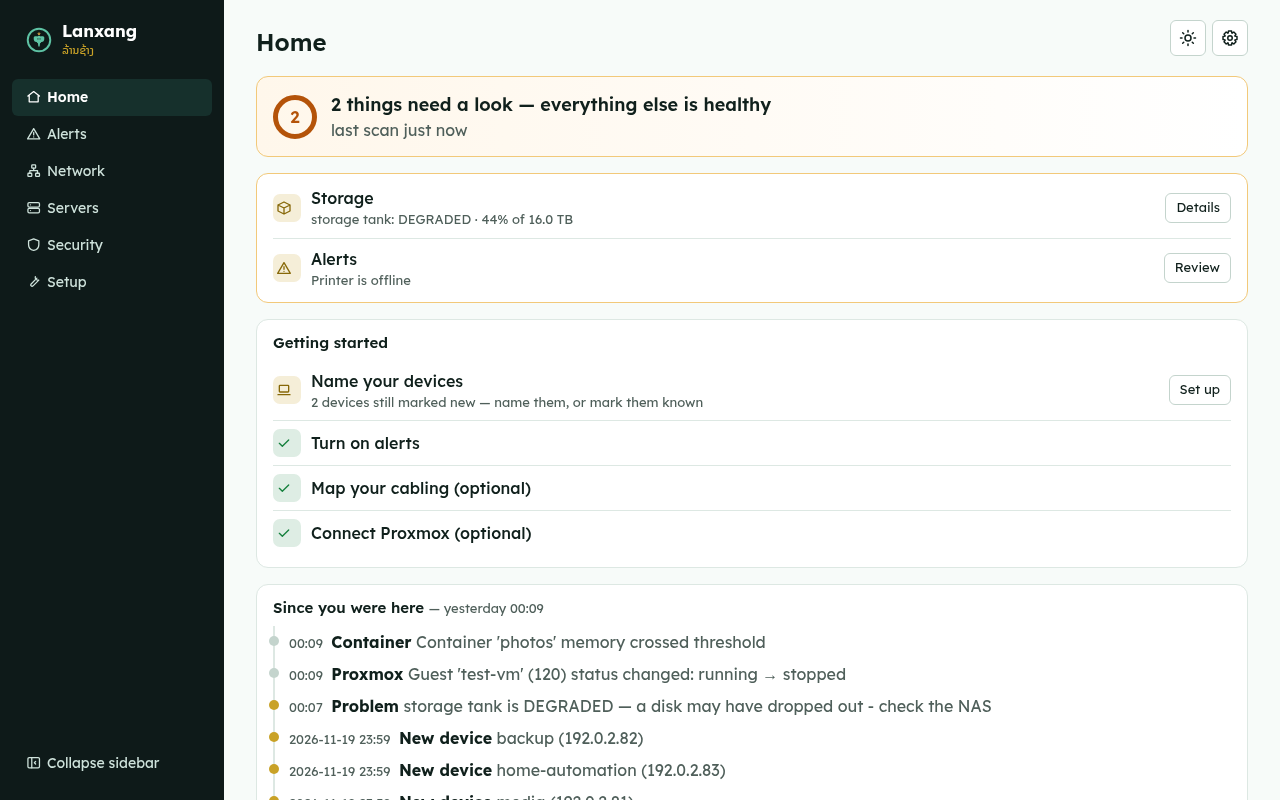 Lanxang
ລ້ານຊ້າງ
Home
Alerts
Network
Servers
Security
Setup
Collapse sidebar
Home
2
2 things need a look — everything else is healthy
last scan just now
Storage
storage tank: DEGRADED · 44% of 16.0 TB
Details
Alerts
Printer is offline
Review
Getting started
Name your devices
2 devices still marked new — name them, or mark them known
Set up
Turn on alerts
Map your cabling (optional)
Connect Proxmox (optional)
Since you were here — yesterday 00:09
00:09 Container Container 'photos' memory crossed threshold
00:09 Proxmox Guest 'test-vm' (120) status changed: running → stopped
00:07 Problem storage tank is DEGRADED — a disk may have dropped out - check the NAS
2026-11-19 23:59 New device backup (192.0.2.82)
2026-11-19 23:59 New device home-automation (192.0.2.83)
New device media (192.0.2.81)